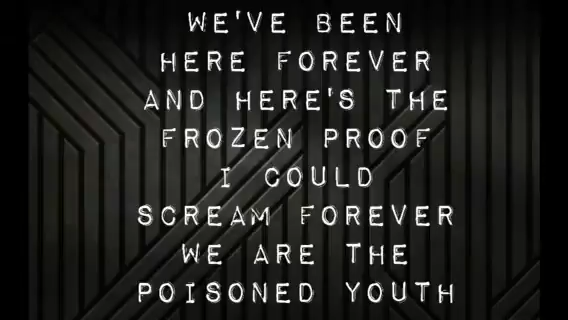 WE'VE BEEN
HERE FOREVER
AND HERE'S THE
FROZEN PROOF
I COULD
SCREAM FOREVER
WE ARE THE
POISONED YOUTH